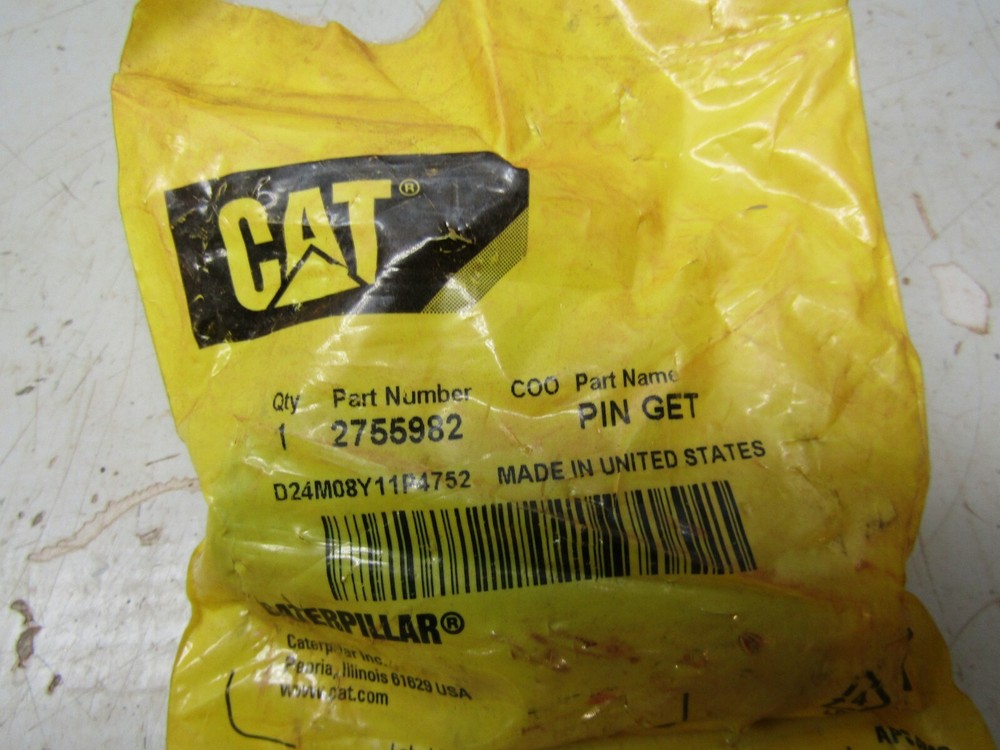 CAT®
Qty Part Number COO Part Name
1 2755982 PIN GET
D24M08Y11P4752 MADE IN UNITED STATES
CATERPILLAR®
Caterpillar Inc.
Peoria, Illinois 61629 USA
www.cat.com
4